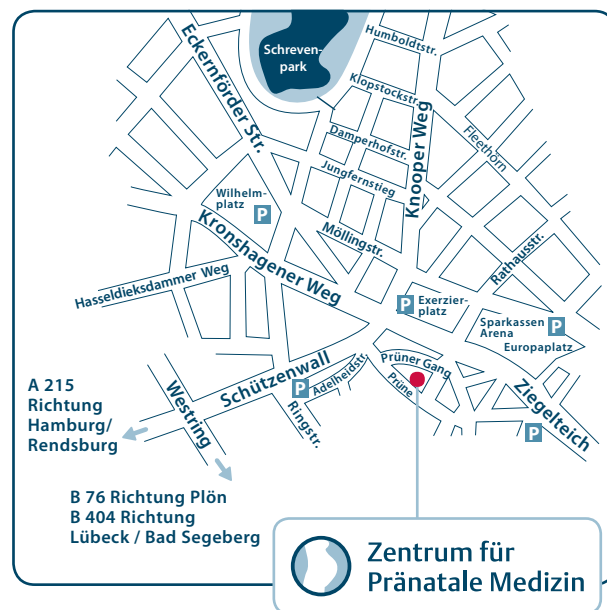 Schreven-
park
Humboldtstr.
Eckernförder Str.
Klopstockstr.
Knooper Weg
Fleethörn
Damperhofstr.
Jungfernstieg
Wilhelm-
platz
P
Kronshagener Weg
Möllingstr.
Rathausstr.
Hasseldieksdammer Weg
P
Exerzier-
platz
Sparkassen
Arena
P
Europaplatz
Schützenwall
P
Adelheidstr.
Ringstr.
Prüner Gang
Prüne
Ziegelteich
P
Westring
A 215
Richtung
Hamburg/
Rendsburg
B 76 Richtung Plön
B 404 Richtung
Lübeck / Bad Segeberg
Zentrum für
Pränatale Medizin